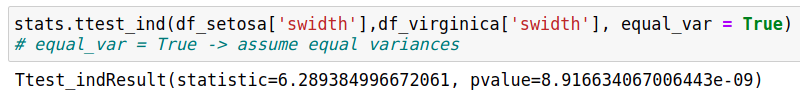 stats.ttest_ind(df_setosa['swidth'],df_virginica['swidth'], equal_var = True)
# equal_var = True -> assume equal variances
Ttest_indResult(statistic=6.289384996672061, pvalue=8.916634067006443e-09)